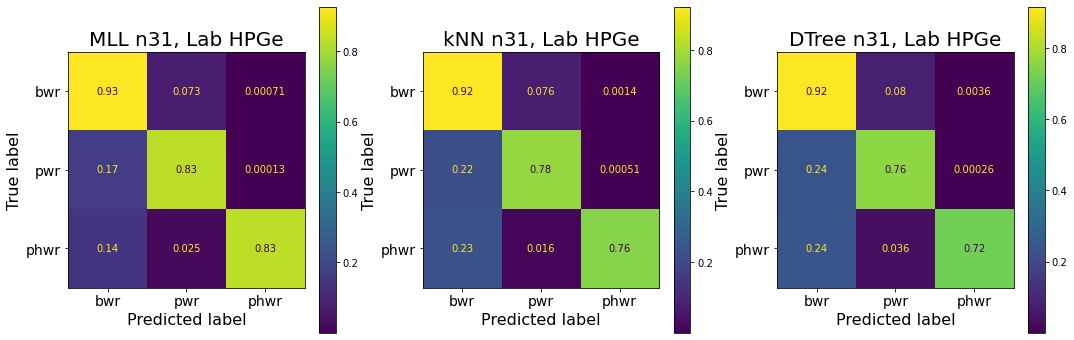 MLL n31, Lab HPGe
True label
bwr
pwr
phwr
0.93 0.073 0.00071
0.17 0.83 0.00013
0.14 0.025 0.83
bwr pwr phwr
Predicted label
0.8
0.6
0.4
0.2
kNN n31, Lab HPGe
True label
bwr
pwr
phwr
0.92 0.076 0.0014
0.22 0.78 0.00051
0.23 0.016 0.76
bwr pwr phwr
Predicted label
0.8
0.6
0.4
0.2
DTree n31, Lab HPGe
True label
bwr
pwr
phwr
0.92 0.08 0.0036
0.24 0.76 0.00026
0.24 0.036 0.72
bwr pwr phwr
Predicted label
0.8
0.6
0.4
0.2